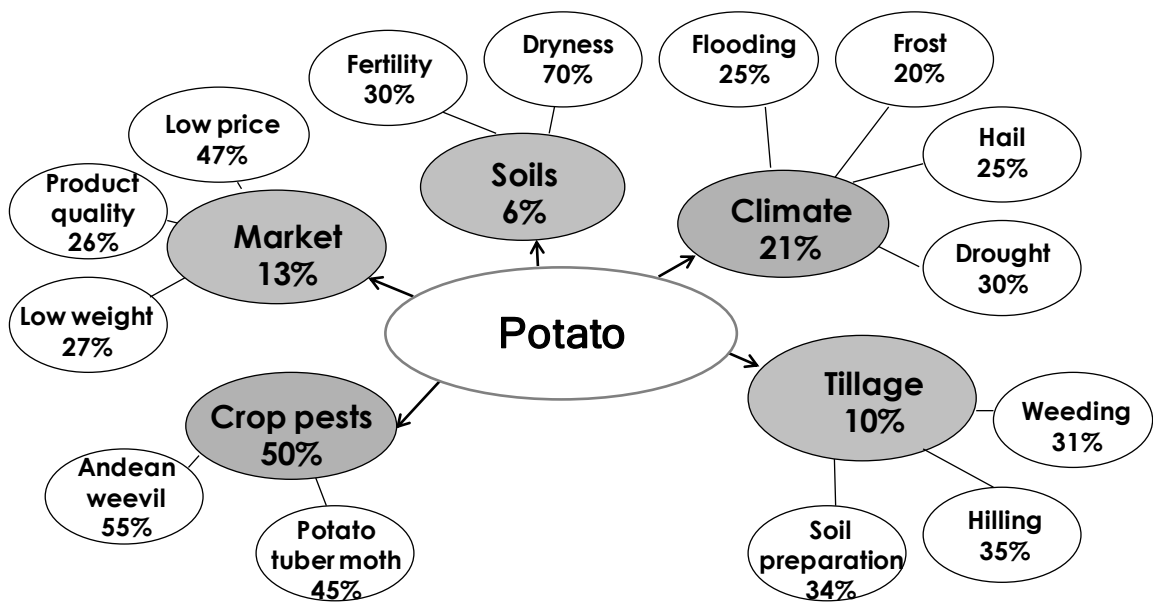 Potato
Soils
6%
Fertility
30%
Dryness
70%
Climate
21%
Flooding
25%
Frost
20%
Hail
25%
Drought
30%
Tillage
10%
Weeding
31%
Hilling
35%
Soil
preparation
34%
Crop pests
50%
Potato
tuber moth
45%
Andean
weevil
55%
Market
13%
Low weight
27%
Product
quality
26%
Low price
47%